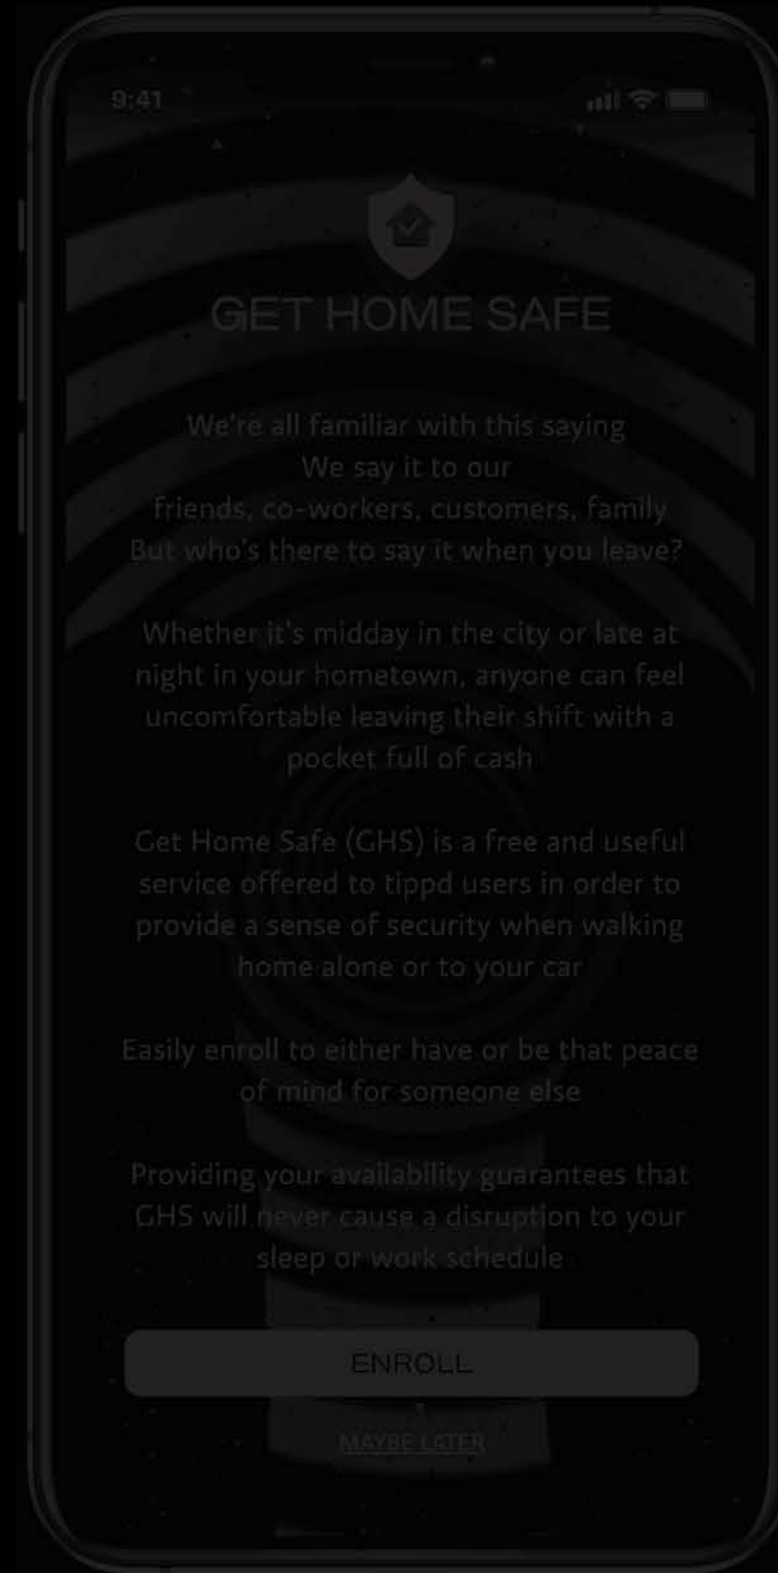 9:41
GET HOME SAFE
We're all familiar with this saying
We say it to our
friends, co-workers, customers, family
But who's there to say it when you leave?
Whether it's midday in the city or late at
night in your hometown, anyone can feel
uncomfortable leaving their shift with a
pocket full of cash
Get Home Safe (GHS) is a free and useful
service offered to tippd users in order to
provide a sense of security when walking
home alone or to your car
Easily enroll to either have or be that peace
of mind for someone else
Providing your availability guarantees that
GHS will never cause a disruption to your
sleep or work schedule
ENROLL
MAYBE LATER